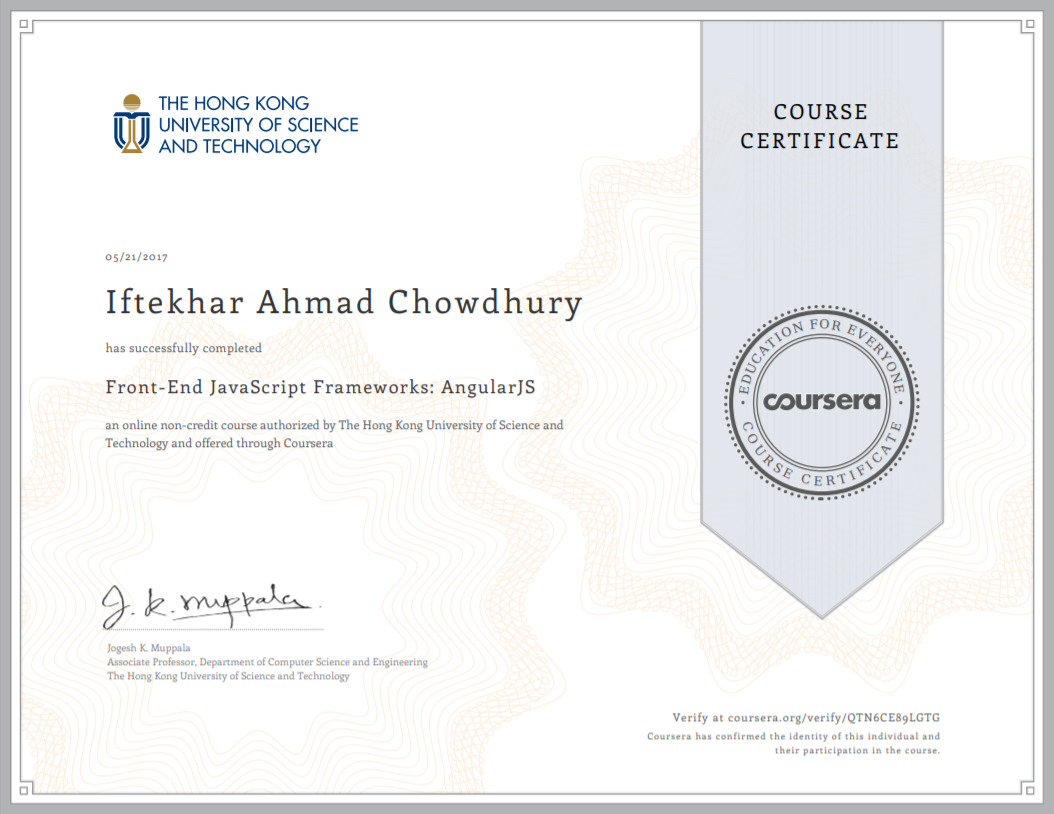 THE HONG KONG
UNIVERSITY OF SCIENCE
AND TECHNOLOGY
COURSE
CERTIFICATE
05/21/2017
Iftekhar Ahmad Chowdhury
has successfully completed
Front-End JavaScript Frameworks: AngularJS
an online non-credit course authorized by The Hong Kong University of Science and
Technology and offered through Coursera
EDUCATION FOR EVERYONE
coursera
COURSE CERTIFICATE
J. K. Muppala
Jogesh K. Muppala
Associate Professor, Department of Computer Science and Engineering
The Hong Kong University of Science and Technology
Verify at coursera.org/verify/QTN6CE89LGTG
Coursera has confirmed the identity of this individual and
their participation in the course.